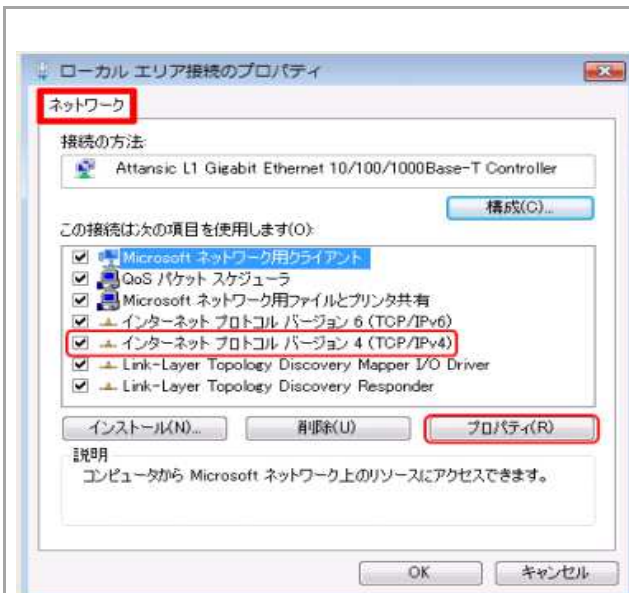 ローカル エリア接続のプロパティ
ネットワーク
接続の方法:
Attansic L1 Gigabit Ethernet 10/100/1000Base-T Controller
構成(C)...
この接続は次の項目を使用します(O):
Microsoft ネットワーク用クライアント
QoS パケット スケジューラ
Microsoft ネットワーク用ファイルとプリンタ共有
インターネット プロトコル バージョン 6 (TCP/IPv6)
インターネット プロトコル バージョン 4 (TCP/IPv4)
Link-Layer Topology Discovery Mapper I/O Driver
Link-Layer Topology Discovery Responder
インストール(N)... 削除(U) プロパティ(R)
説明
コンピュータから Microsoft ネットワーク上のリソースにアクセスできます。
OK キャンセル